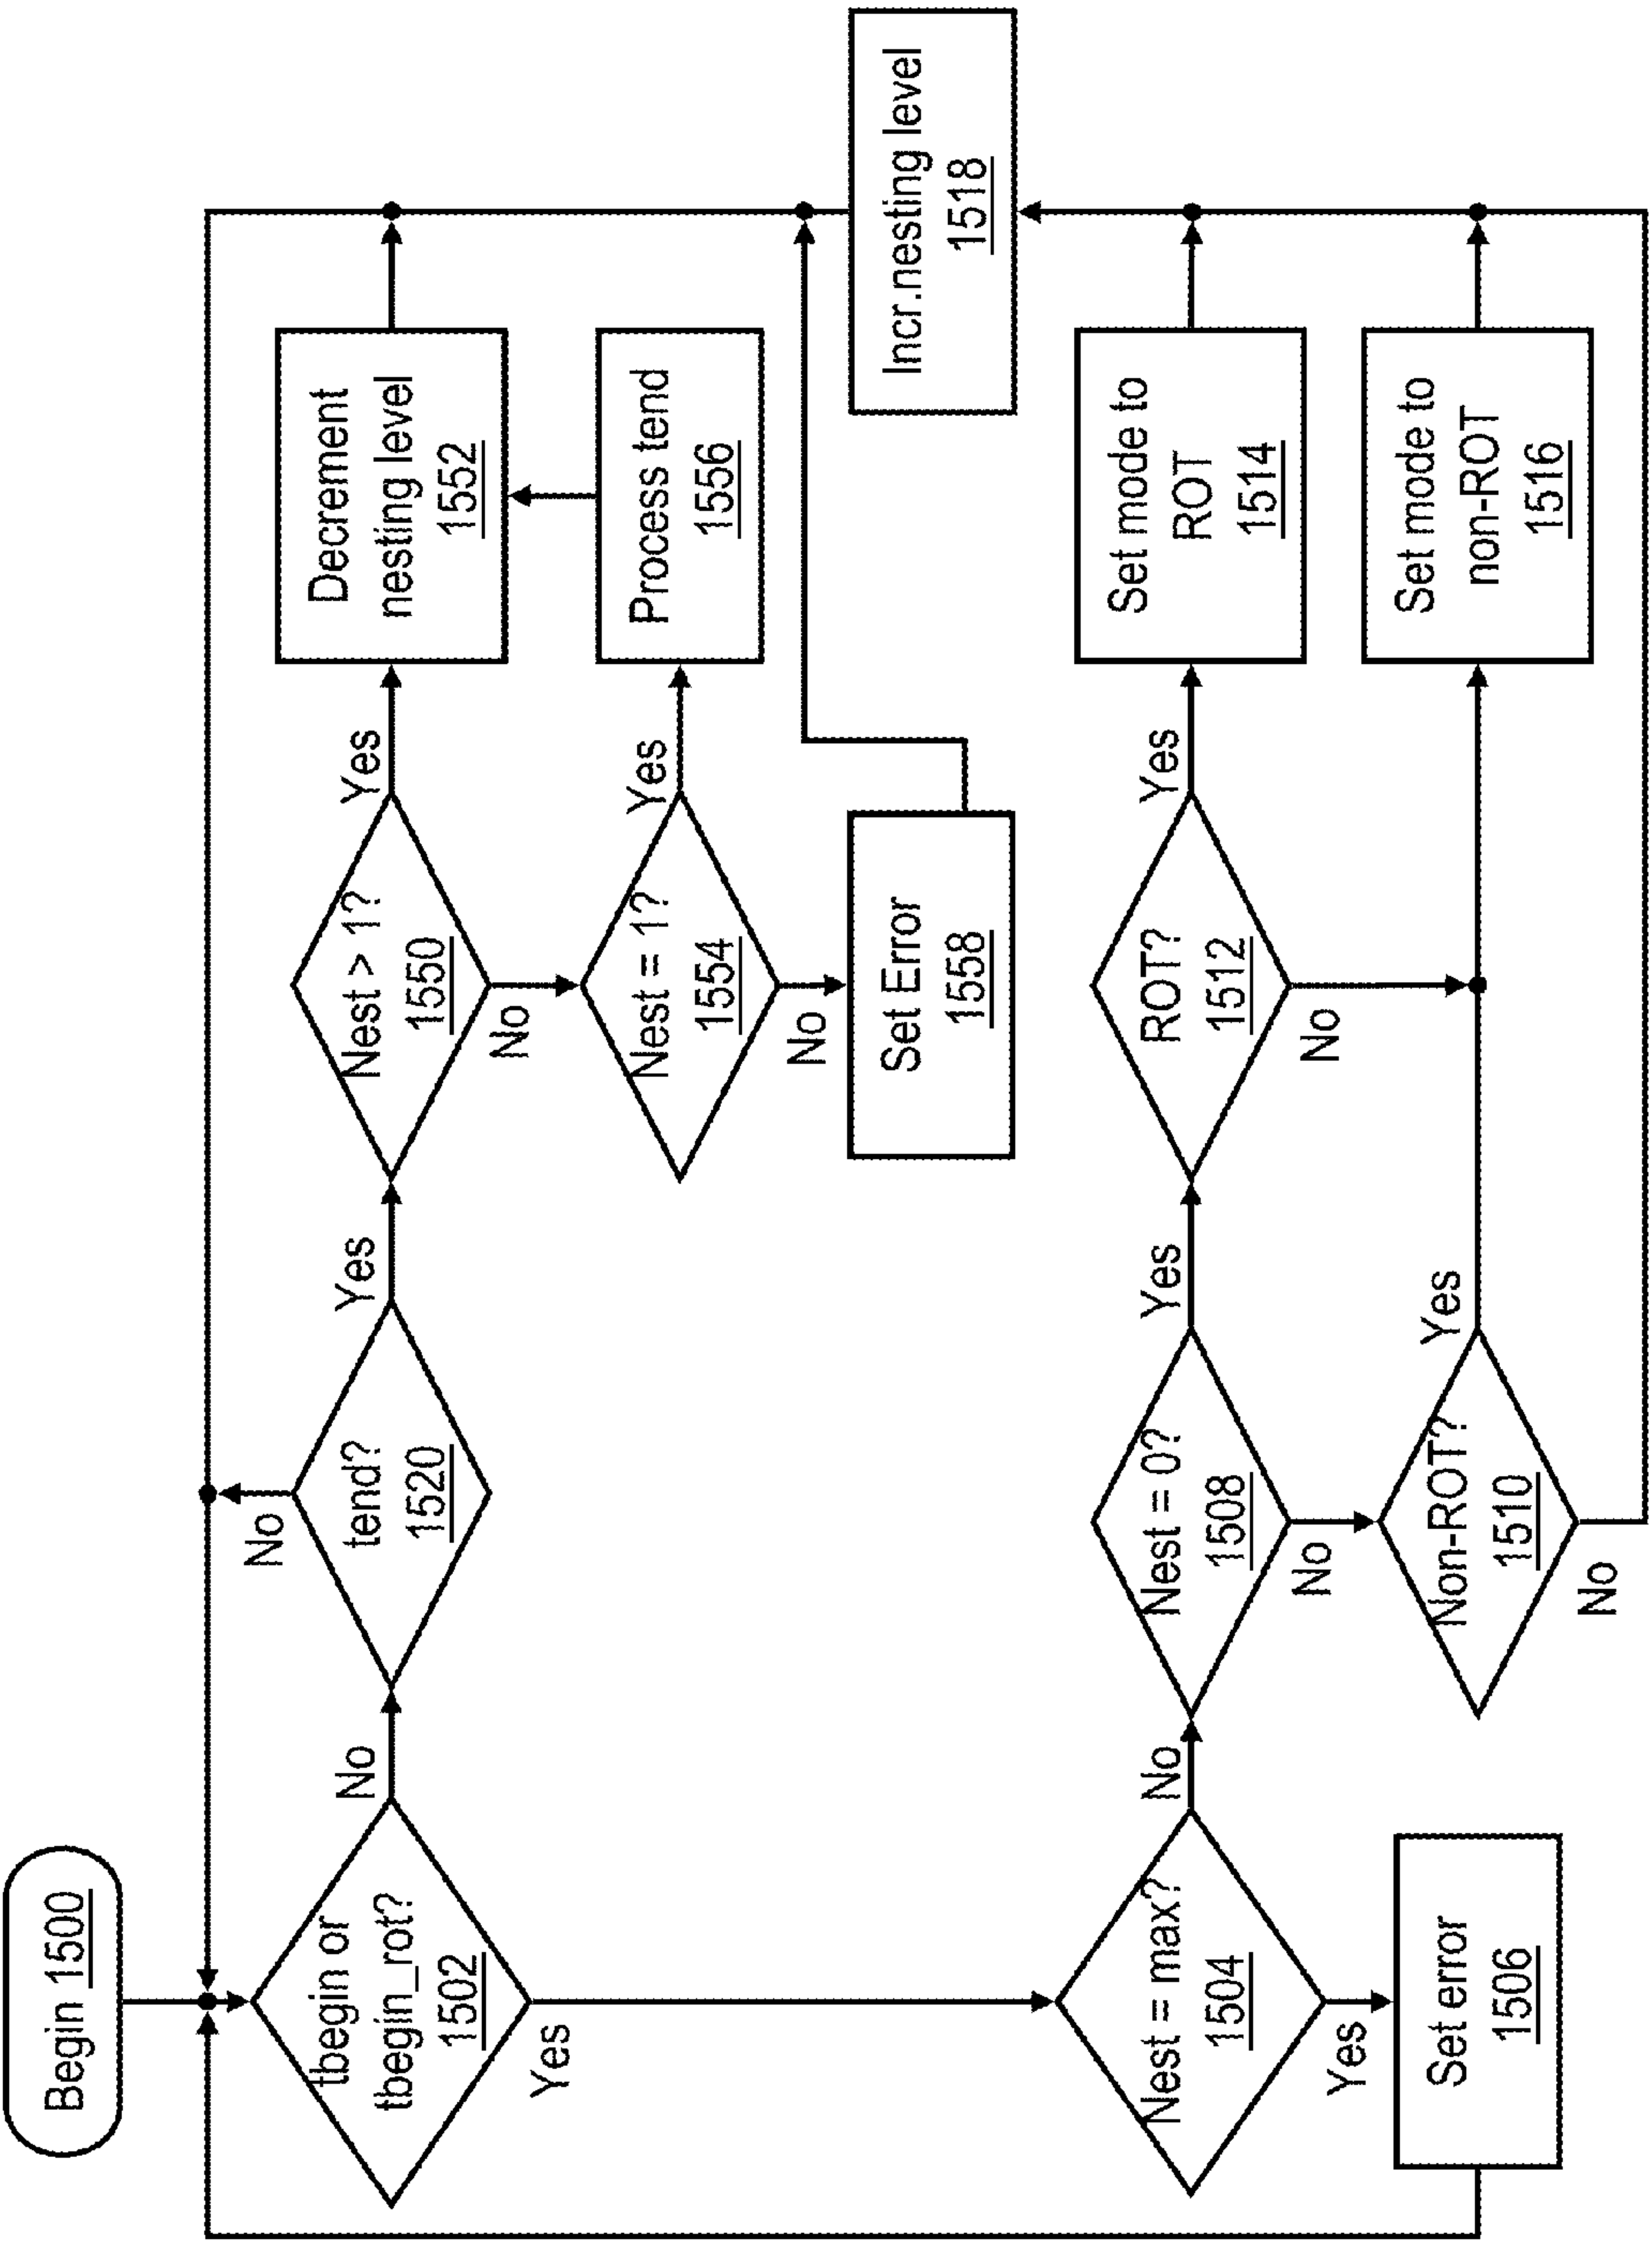 Begin 1500
tbegin or
tbegin_rot?
1502
No
Yes
tend?
1520
No
Yes
Nest > 1?
1550
Yes
No
Decrement
nesting level
1552
Nest = 1?
1554
Yes
No
Process tend
1556
Set Error
1558
Incr.nesting level
1518
Nest = max?
1504
No
Yes
Set error
1506
Nest = 0?
1508
Yes
No
ROT?
1512
Yes
No
Set mode to
ROT
1514
Non-ROT?
1510
Yes
No
Set mode to
non-ROT
1516